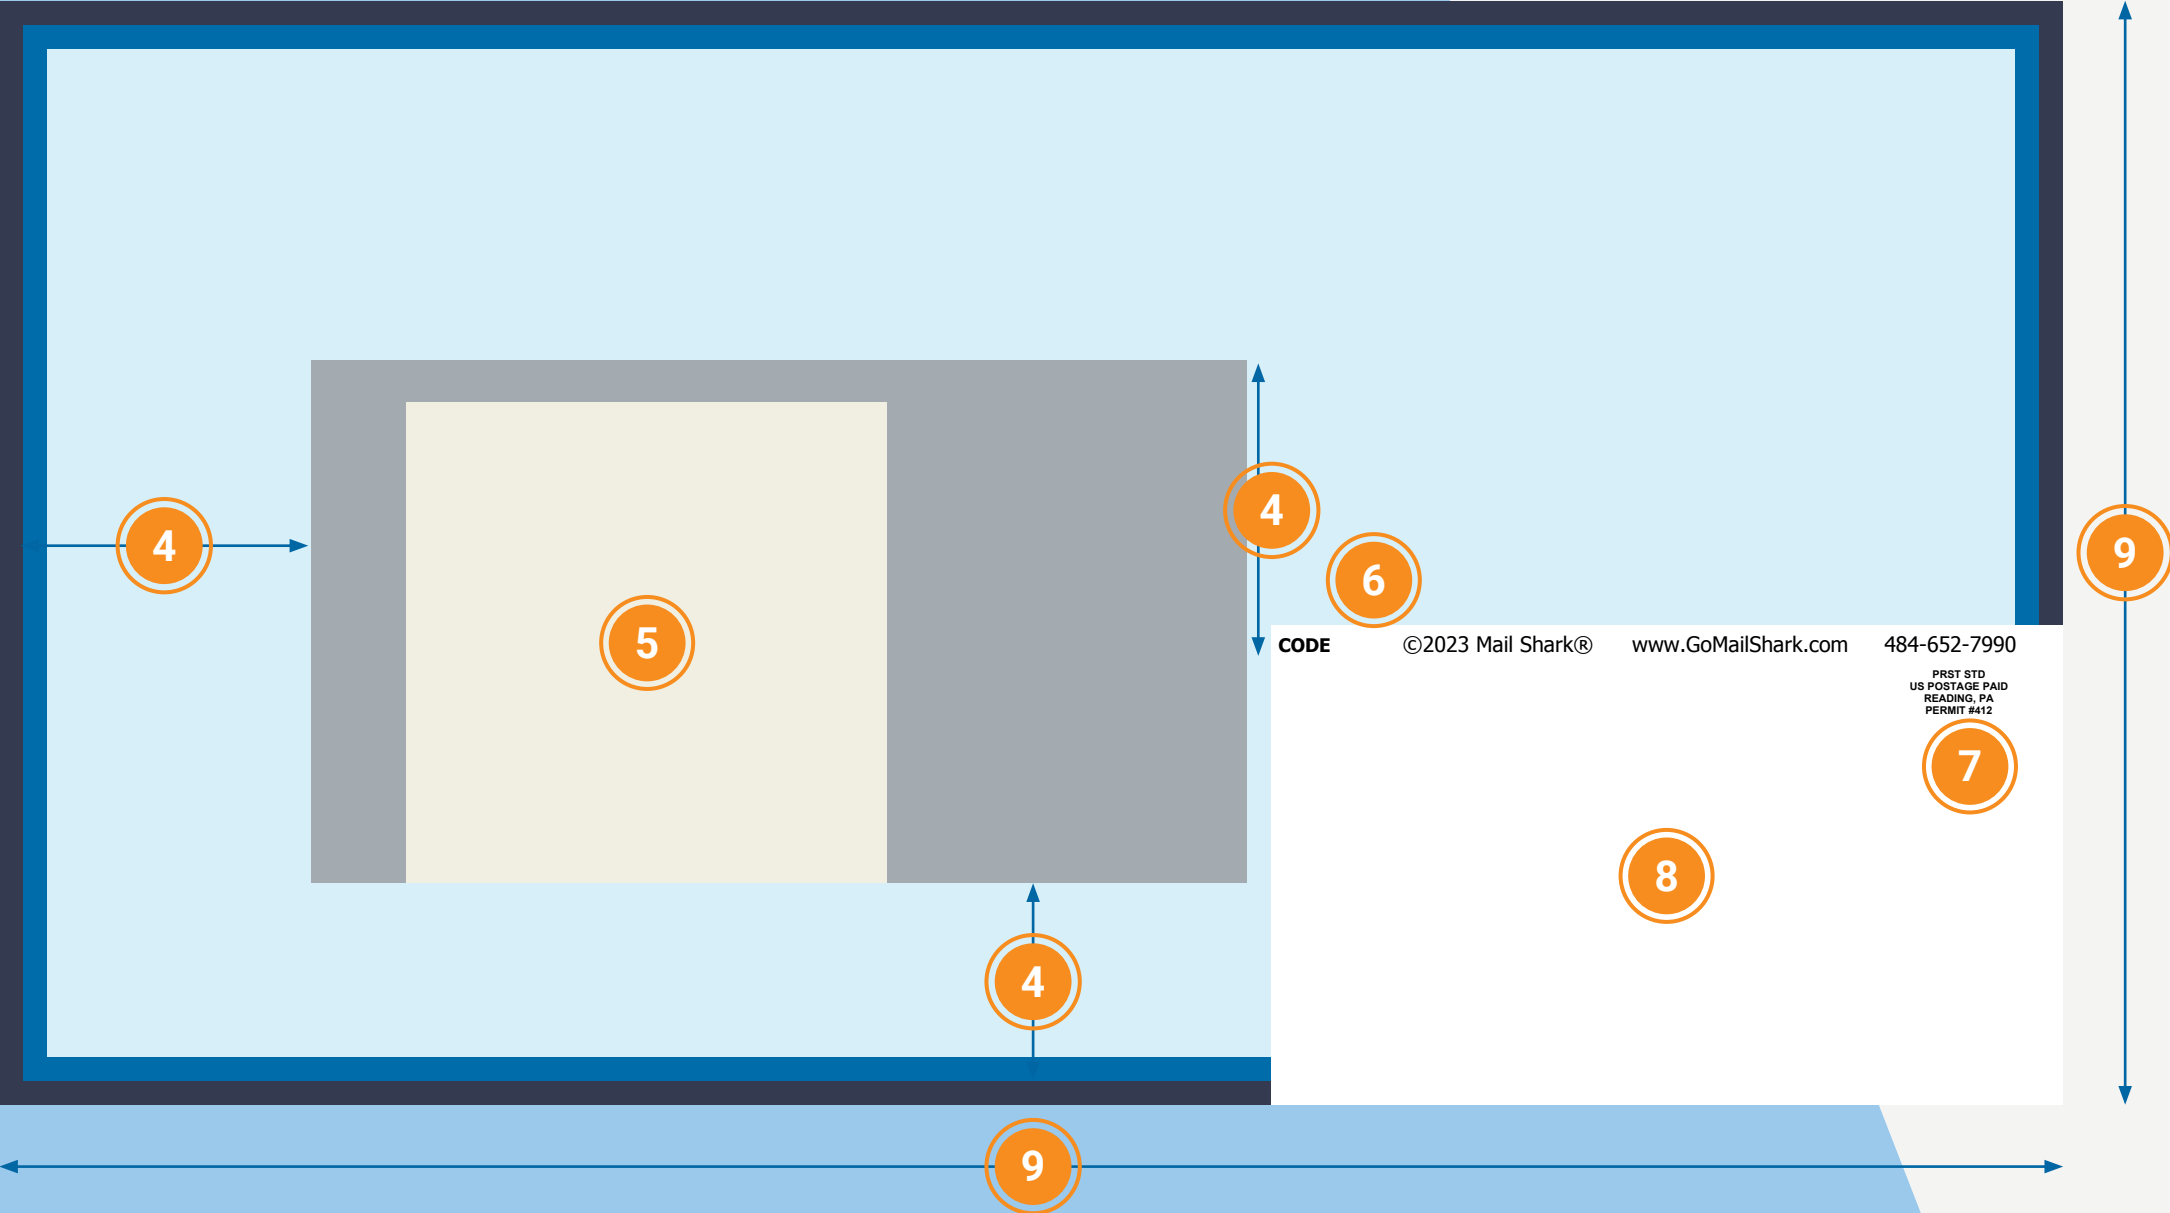 4
4
6
9
5
CODE ©2023 Mail Shark® www.GoMailShark.com 484-652-7990
PRST STD
US POSTAGE PAID
READING, PA
PERMIT #412
7
8
4
9